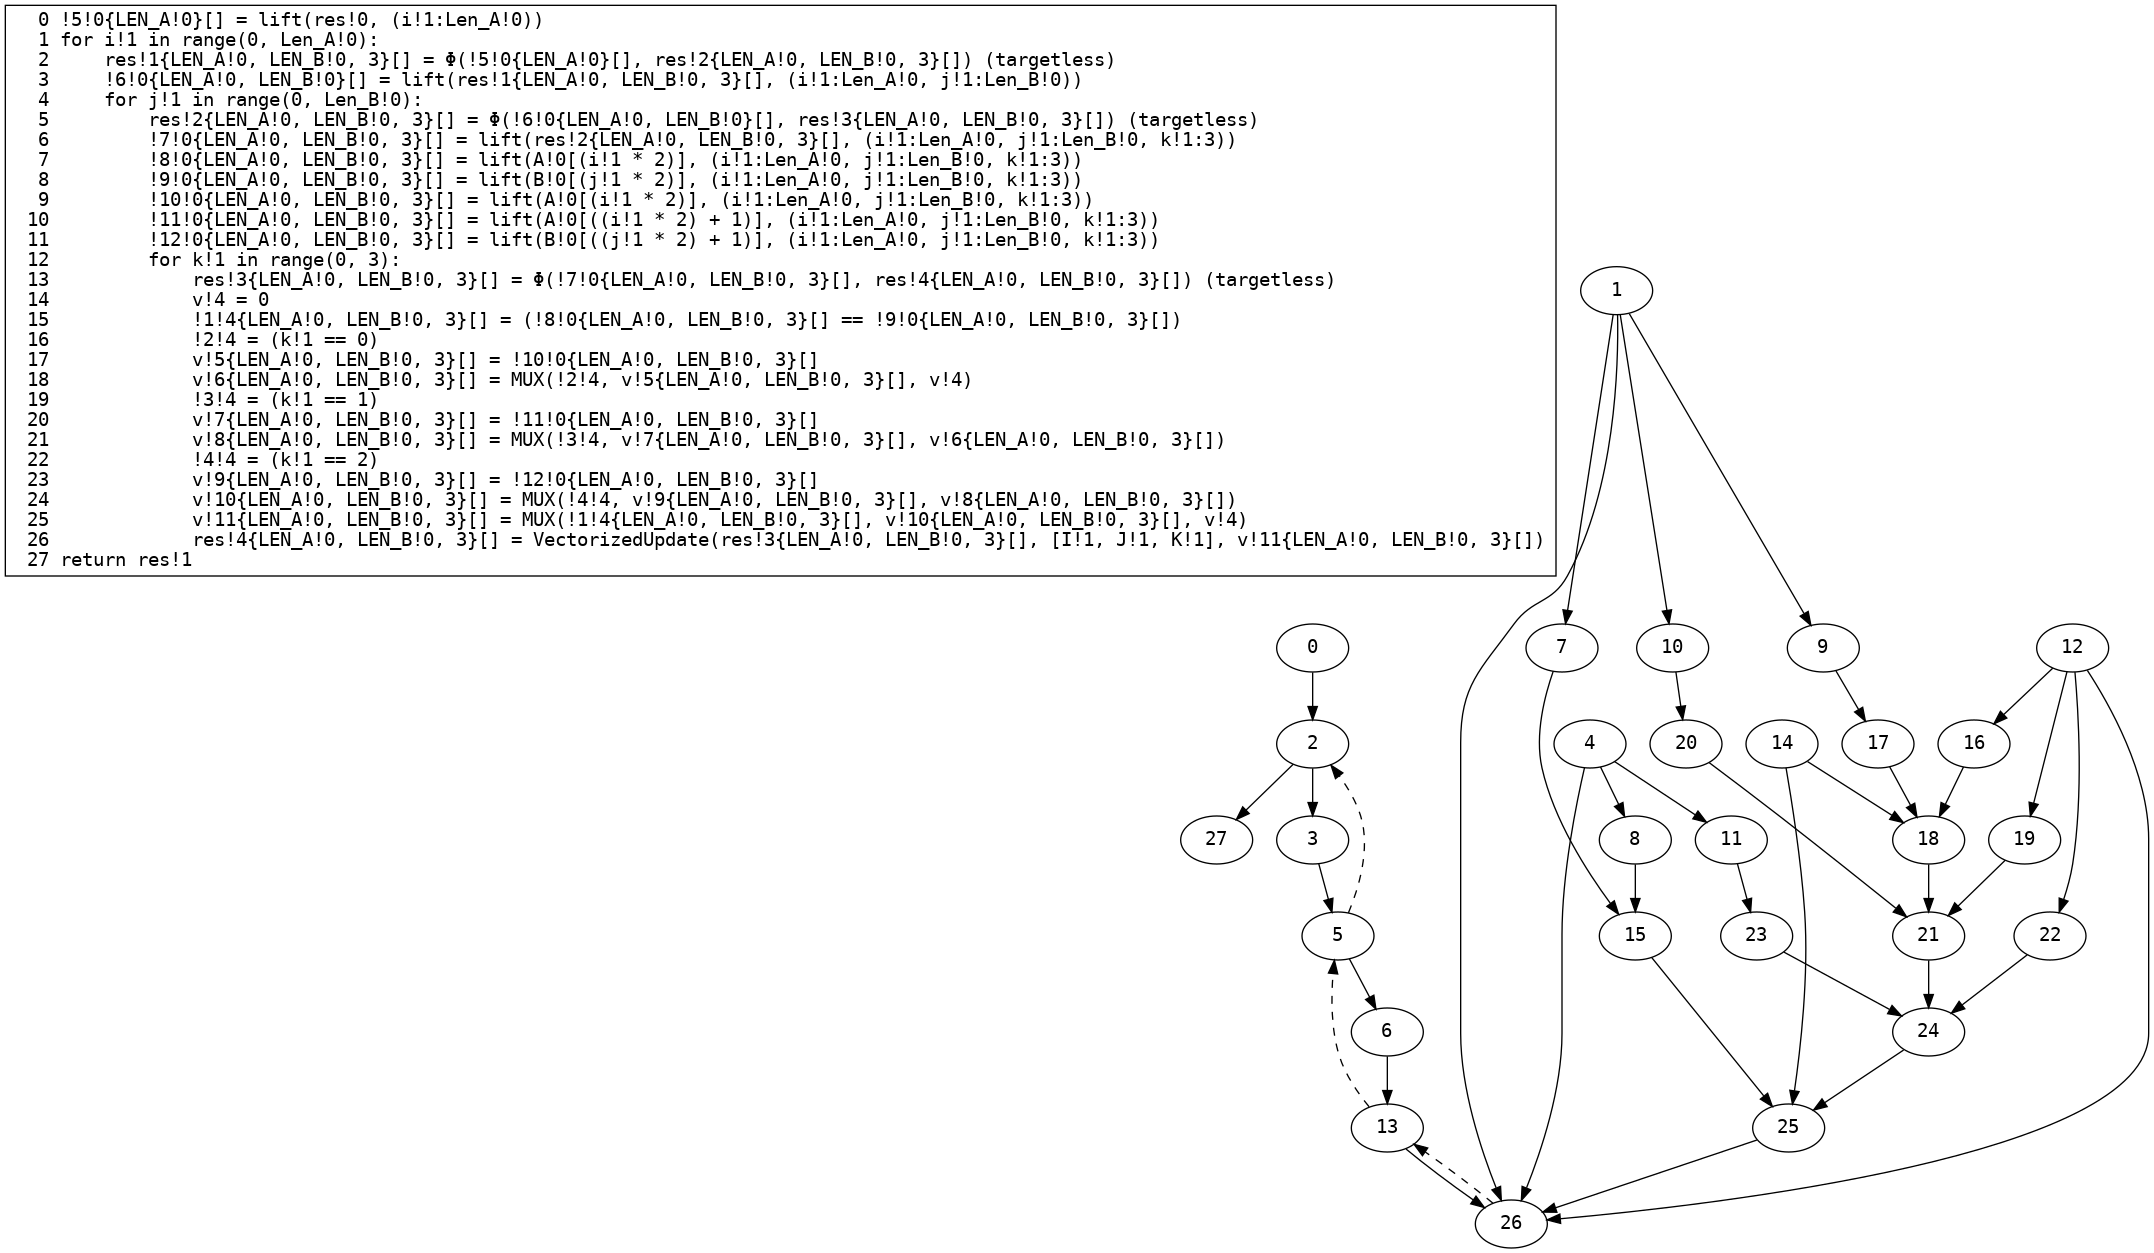 0 !5!0{LEN_A!0}[] = lift(res!0, (i!1:Len_A!0))
1 for i!1 in range(0, Len_A!0):
2     res!1{LEN_A!0, LEN_B!0, 3}[] = Φ(!5!0{LEN_A!0}[], res!2{LEN_A!0, LEN_B!0, 3}[]) (targetless)
3     !6!0{LEN_A!0, LEN_B!0}[] = lift(res!1{LEN_A!0, LEN_B!0, 3}[], (i!1:Len_A!0, j!1:Len_B!0))
4     for j!1 in range(0, Len_B!0):
5         res!2{LEN_A!0, LEN_B!0, 3}[] = Φ(!6!0{LEN_A!0, LEN_B!0}[], res!3{LEN_A!0, LEN_B!0, 3}[]) (targetless)
6         !7!0{LEN_A!0, LEN_B!0, 3}[] = lift(res!2{LEN_A!0, LEN_B!0, 3}[], (i!1:Len_A!0, j!1:Len_B!0, k!1:3))
7         !8!0{LEN_A!0, LEN_B!0, 3}[] = lift(A!0[(i!1 * 2)], (i!1:Len_A!0, j!1:Len_B!0, k!1:3))
8         !9!0{LEN_A!0, LEN_B!0, 3}[] = lift(B!0[(j!1 * 2)], (i!1:Len_A!0, j!1:Len_B!0, k!1:3))
9         !10!0{LEN_A!0, LEN_B!0, 3}[] = lift(A!0[(i!1 * 2)], (i!1:Len_A!0, j!1:Len_B!0, k!1:3))
10         !11!0{LEN_A!0, LEN_B!0, 3}[] = lift(A!0[((i!1 * 2) + 1)], (i!1:Len_A!0, j!1:Len_B!0, k!1:3))
11         !12!0{LEN_A!0, LEN_B!0, 3}[] = lift(B!0[((j!1 * 2) + 1)], (i!1:Len_A!0, j!1:Len_B!0, k!1:3))
12         for k!1 in range(0, 3):
13             res!3{LEN_A!0, LEN_B!0, 3}[] = Φ(!7!0{LEN_A!0, LEN_B!0, 3}[], res!4{LEN_A!0, LEN_B!0, 3}[]) (targetless)
14             v!4 = 0
15             !1!4{LEN_A!0, LEN_B!0, 3}[] = (!8!0{LEN_A!0, LEN_B!0, 3}[] == !9!0{LEN_A!0, LEN_B!0, 3}[])
16             !2!4 = (k!1 == 0)
17             v!5{LEN_A!0, LEN_B!0, 3}[] = !10!0{LEN_A!0, LEN_B!0, 3}[]
18             v!6{LEN_A!0, LEN_B!0, 3}[] = MUX(!2!4, v!5{LEN_A!0, LEN_B!0, 3}[], v!4)
19             !3!4 = (k!1 == 1)
20             v!7{LEN_A!0, LEN_B!0, 3}[] = !11!0{LEN_A!0, LEN_B!0, 3}[]
21             v!8{LEN_A!0, LEN_B!0, 3}[] = MUX(!3!4, v!7{LEN_A!0, LEN_B!0, 3}[], v!6{LEN_A!0, LEN_B!0, 3}[])
22             !4!4 = (k!1 == 2)
23             v!9{LEN_A!0, LEN_B!0, 3}[] = !12!0{LEN_A!0, LEN_B!0, 3}[]
24             v!10{LEN_A!0, LEN_B!0, 3}[] = MUX(!4!4, v!9{LEN_A!0, LEN_B!0, 3}[], v!8{LEN_A!0, LEN_B!0, 3}[])
25             v!11{LEN_A!0, LEN_B!0, 3}[] = MUX(!1!4{LEN_A!0, LEN_B!0, 3}[], v!10{LEN_A!0, LEN_B!0, 3}[], v!4)
26             res!4{LEN_A!0, LEN_B!0, 3}[] = VectorizedUpdate(res!3{LEN_A!0, LEN_B!0, 3}[], [I!1, J!1, K!1], v!11{LEN_A!0, LEN_B!0, 3}[])
27 return res!1
1
0 7 10 9 12
2 4 20 14 17 16
27 3 8 11 18 19
5 15 23 21 22
6 24
13 25
26